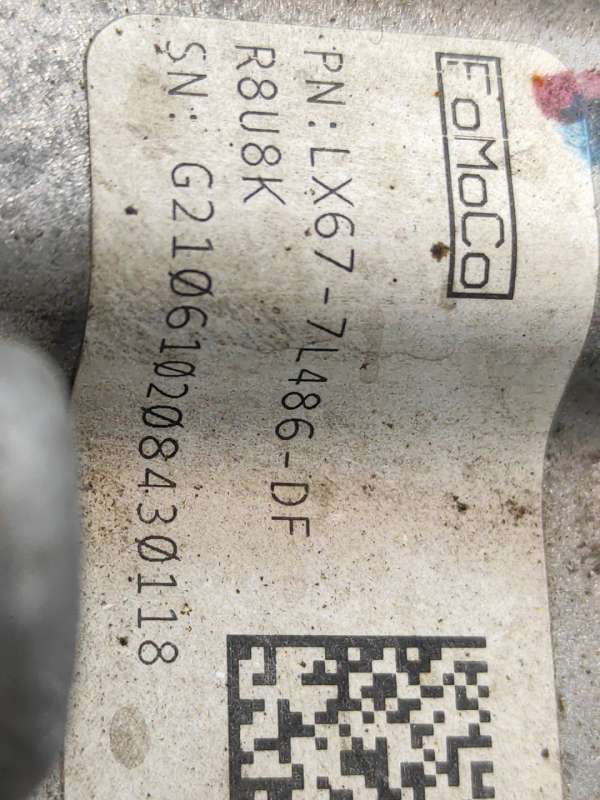 FoMoCo
PN:LX67-7L486-DF
R8U8K
SN: G210610208430118